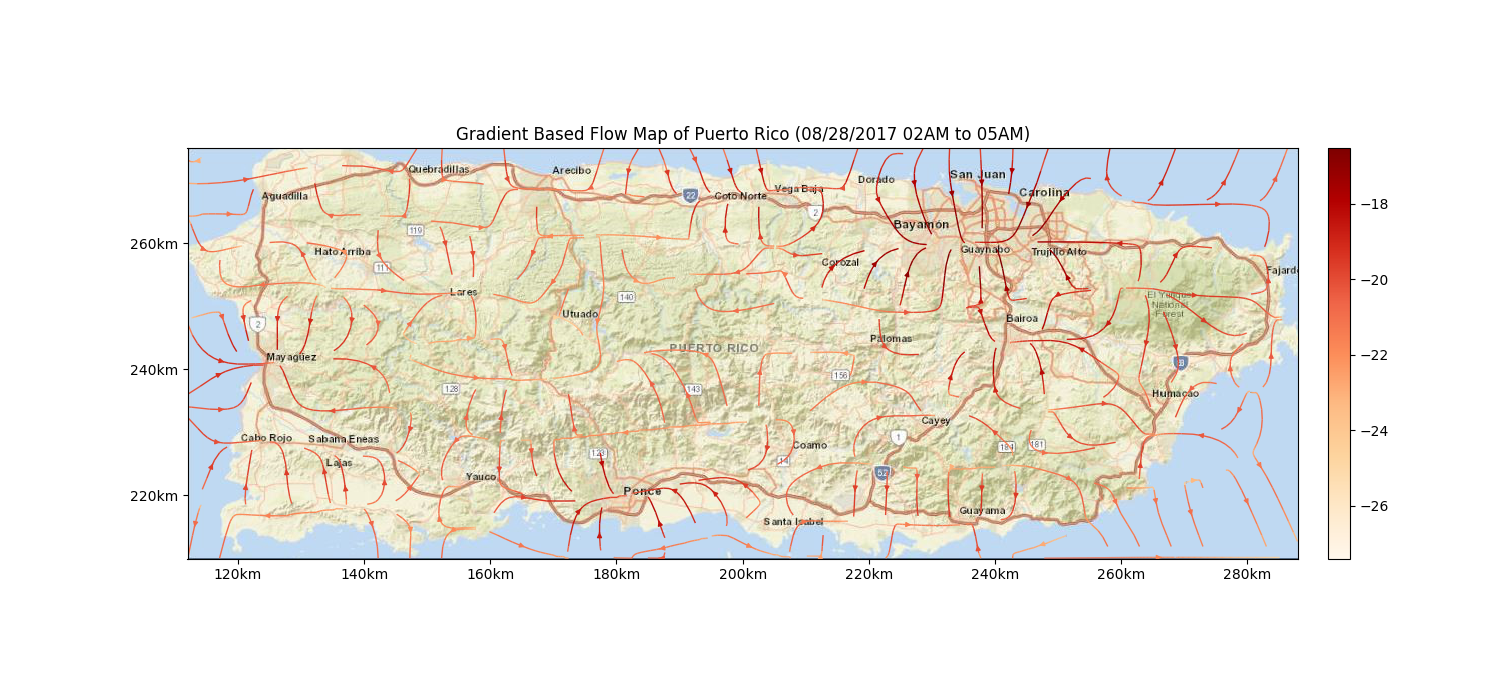 Gradient Based Flow Map of Puerto Rico (08/28/2017 02AM to 05AM)
Quebradillas
Arecibo
San Juan
Dorado
Vega Baja
Carolina
Aguadilla
22
Coto Norte
2
Bayamón
119
260km
Hato Arriba
Guaynabo
Trujillo Alto
Corozal
111
Fajardo
Lares
140
El Yunque
National
Forest
Utuado
Bairoa
2
Palomas
PUERTO RICO
Mayagüez
240km
156
128
143
Humacao
Cayey
Cabo Rojo
Sabana Eneas
1
Coamo
184
181
123
14
Lajas
52
Yauco
Ponce
220km
Guayama
Santa Isabel
120km 140km 160km 180km 200km 220km 240km 260km 280km
−18
−20
−22
−24
−26